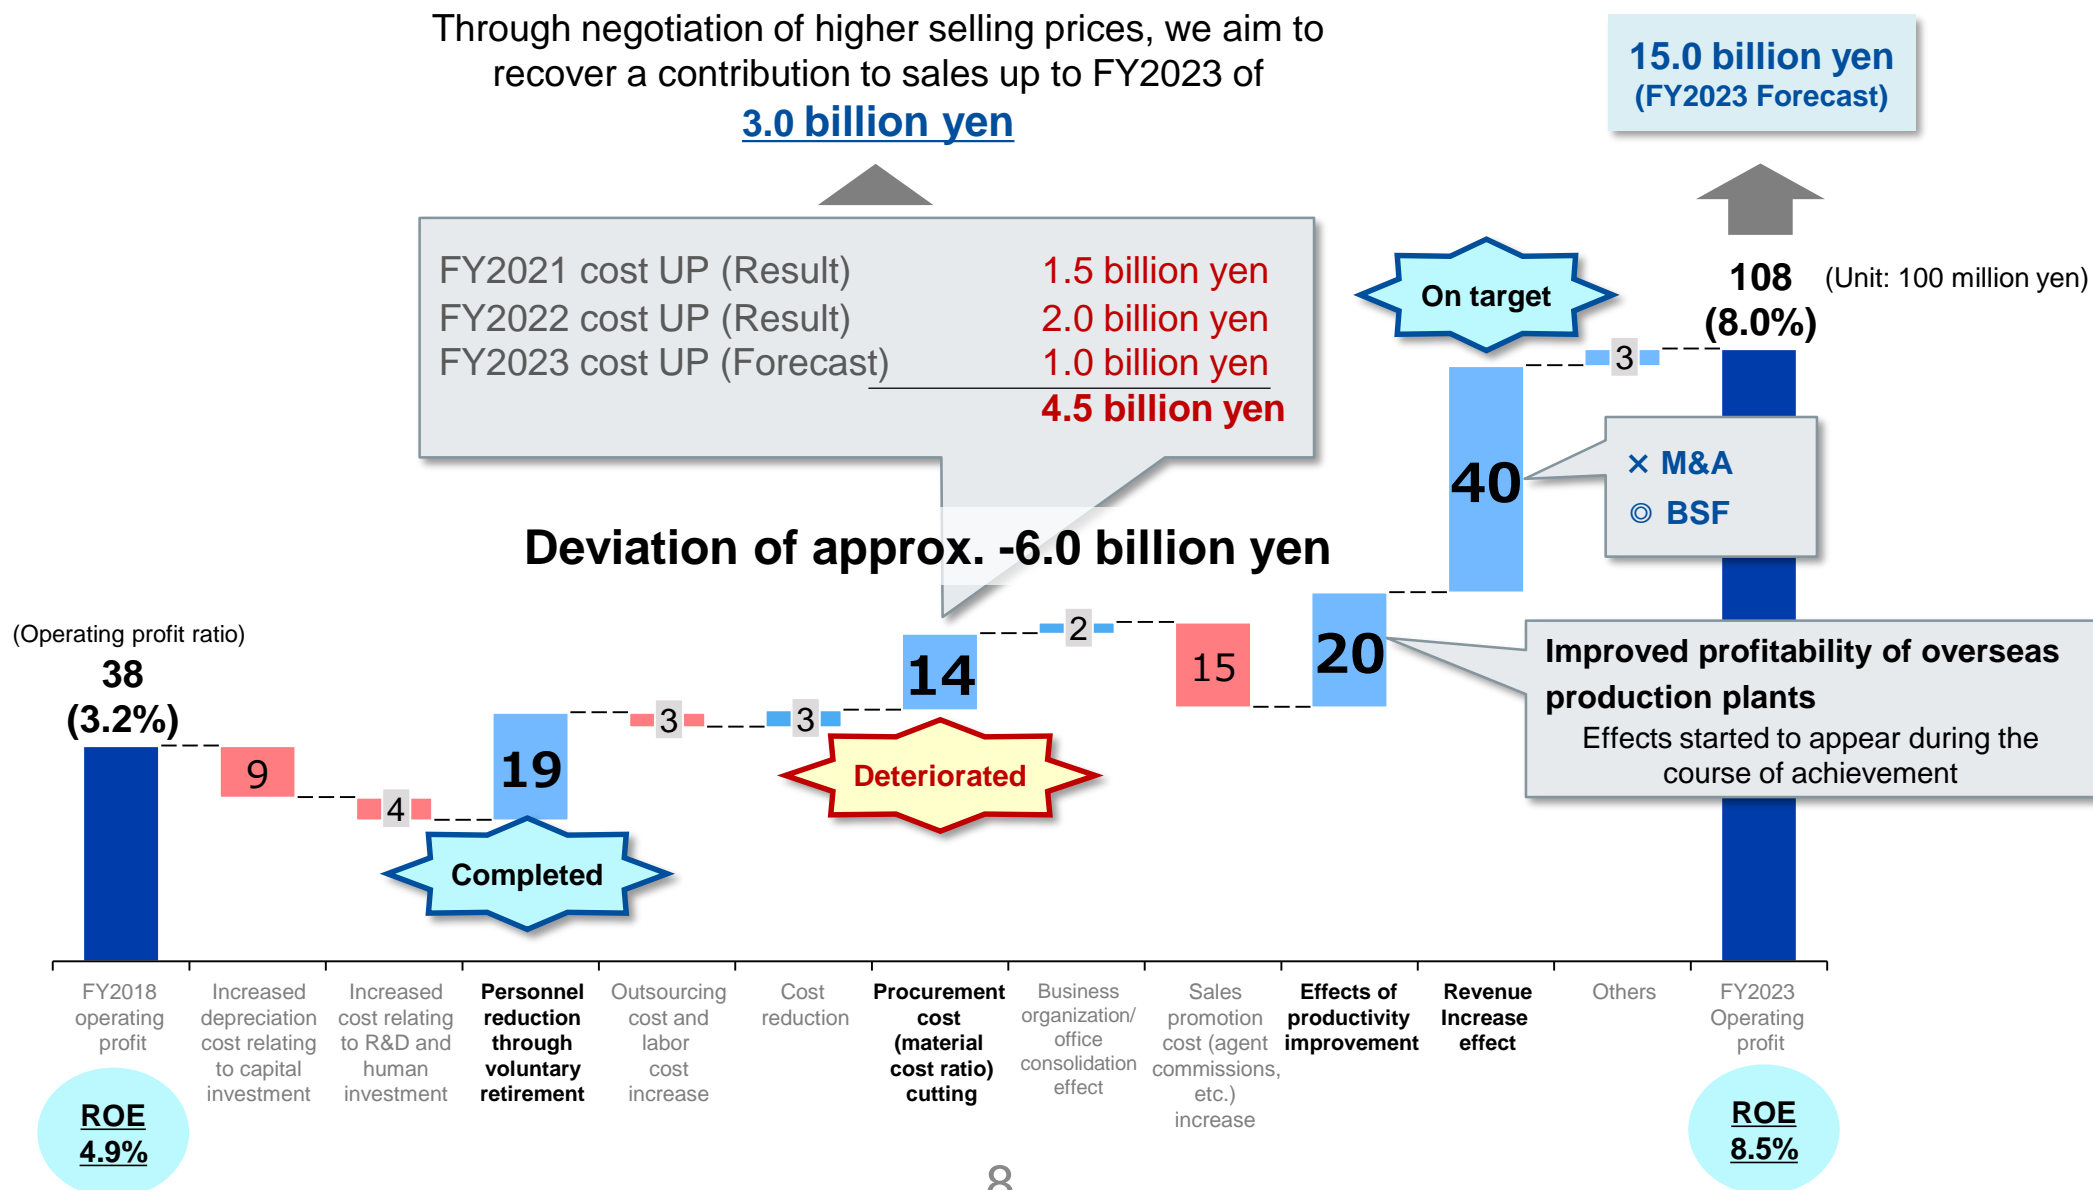 Through negotiation of higher selling prices, we aim to
recover a contribution to sales up to FY2023 of
3.0 billion yen
15.0 billion yen
(FY2023 Forecast)
FY2021 cost UP (Result) 1.5 billion yen
FY2022 cost UP (Result) 2.0 billion yen
FY2023 cost UP (Forecast) 1.0 billion yen
4.5 billion yen
On target
108
(8.0%)
(Unit: 100 million yen)
3
40
× M&A
◎ BSF
Deviation of approx. -6.0 billion yen
(Operating profit ratio)
38
(3.2%)
9
4
19
Completed
3
3
14
Deteriorated
2
15
20
Improved profitability of overseas
production plants
Effects started to appear during the
course of achievement
FY2018
operating
profit
Increased
depreciation
cost relating
to capital
investment
Increased
cost relating
to R&D and
human
investment
Personnel
reduction
through
voluntary
retirement
Outsourcing
cost and
labor
cost
increase
Cost
reduction
Procurement
cost
(material
cost ratio)
cutting
Business
organization/
office
consolidation
effect
Sales
promotion
cost (agent
commissions,
etc.)
increase
Effects of
productivity
improvement
Revenue
Increase
effect
Others
FY2023
Operating
profit
ROE
4.9%
ROE
8.5%
8